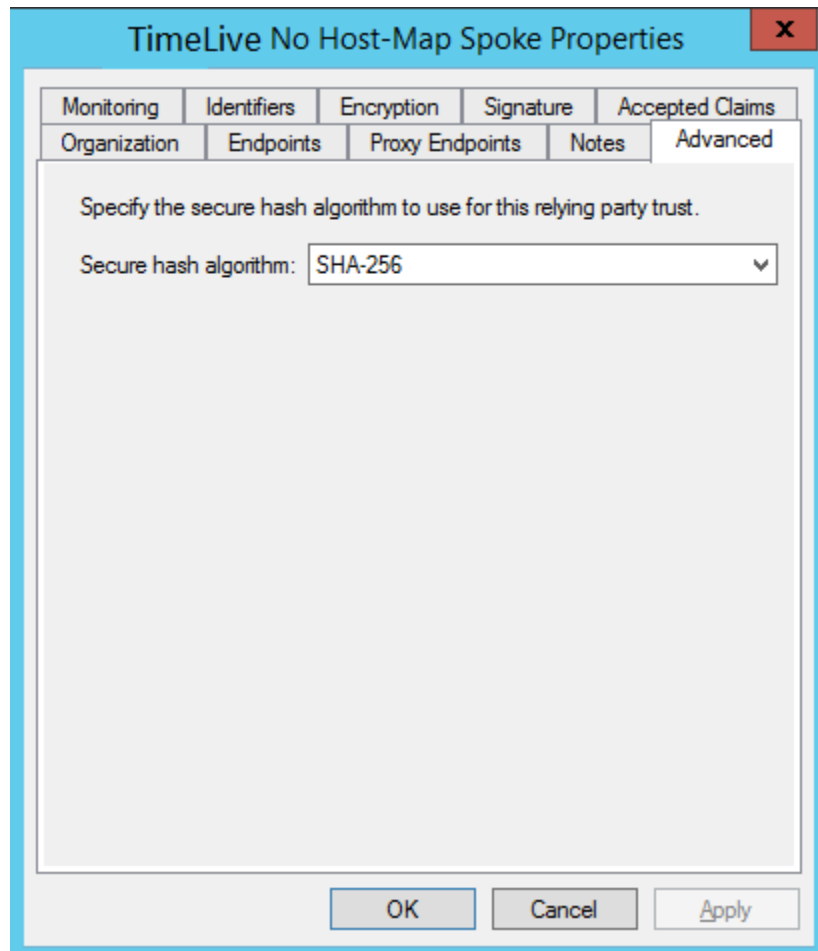 TimeLive No Host-Map Spoke Properties x
Monitoring Identifiers Encryption Signature Accepted Claims
Organization Endpoints Proxy Endpoints Notes Advanced
Specify the secure hash algorithm to use for this relying party trust.
Secure hash algorithm: SHA-256
OK Cancel Apply